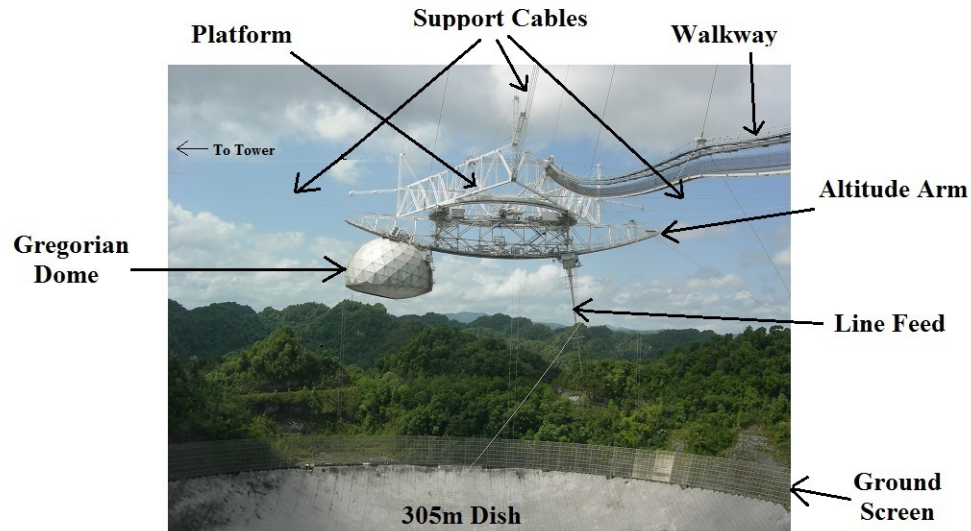 Support Cables
Platform
Walkway
To Tower
Altitude Arm
Gregorian
Dome
Line Feed
Ground
Screen
305m Dish